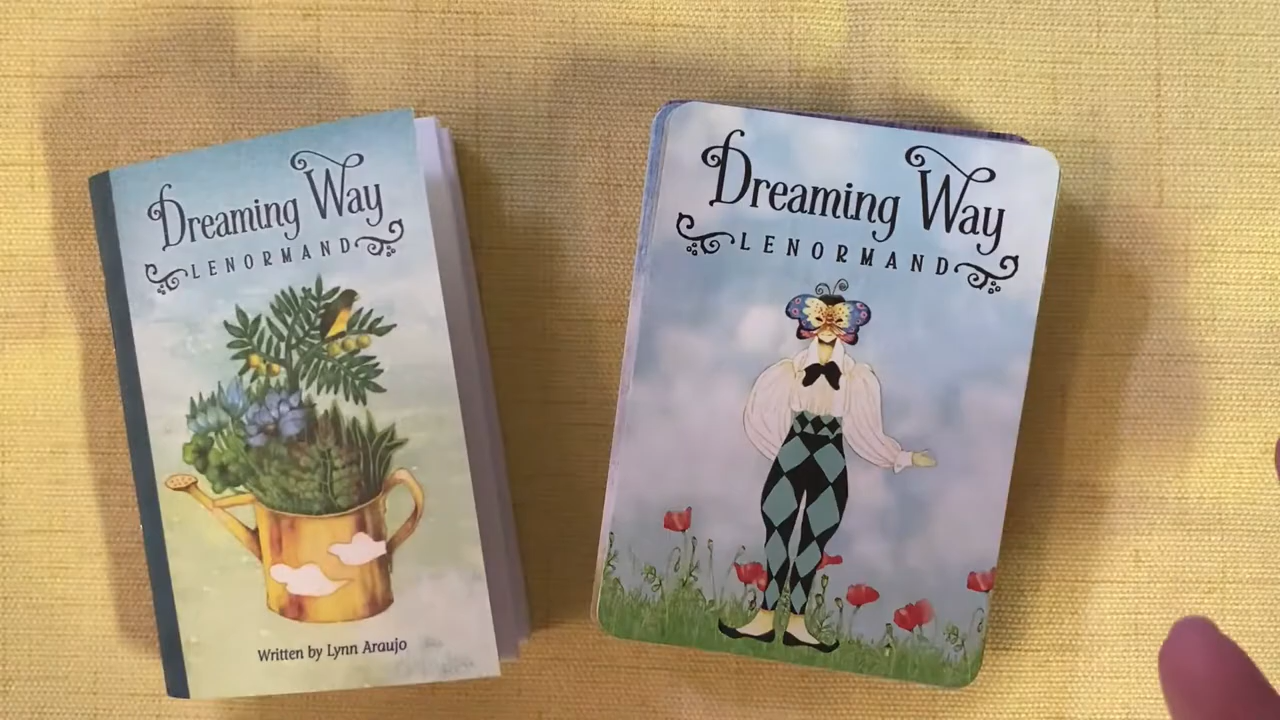 Dreaming Way
LENORMAND
Written by Lynn Araujo
Dreaming Way
LENORMAND